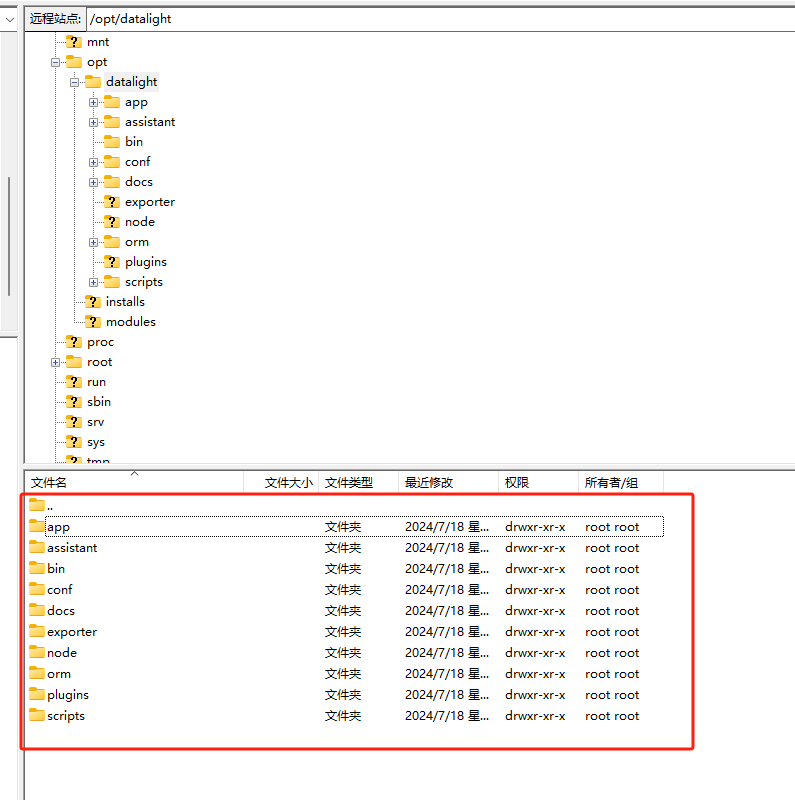 远程站点: /opt/datalight
mnt
opt
datalight
app
assistant
bin
conf
docs
exporter
node
orm
plugins
scripts
installs
modules
proc
root
run
sbin
srv
sys
tmp
文件名 文件大小 文件类型 最近修改 权限 所有者/组
..
app 文件夹 2024/7/18 星... drwxr-xr-x root root
assistant 文件夹 2024/7/18 星... drwxr-xr-x root root
bin 文件夹 2024/7/18 星... drwxr-xr-x root root
conf 文件夹 2024/7/18 星... drwxr-xr-x root root
docs 文件夹 2024/7/18 星... drwxr-xr-x root root
exporter 文件夹 2024/7/18 星... drwxr-xr-x root root
node 文件夹 2024/7/18 星... drwxr-xr-x root root
orm 文件夹 2024/7/18 星... drwxr-xr-x root root
plugins 文件夹 2024/7/18 星... drwxr-xr-x root root
scripts 文件夹 2024/7/18 星... drwxr-xr-x root root